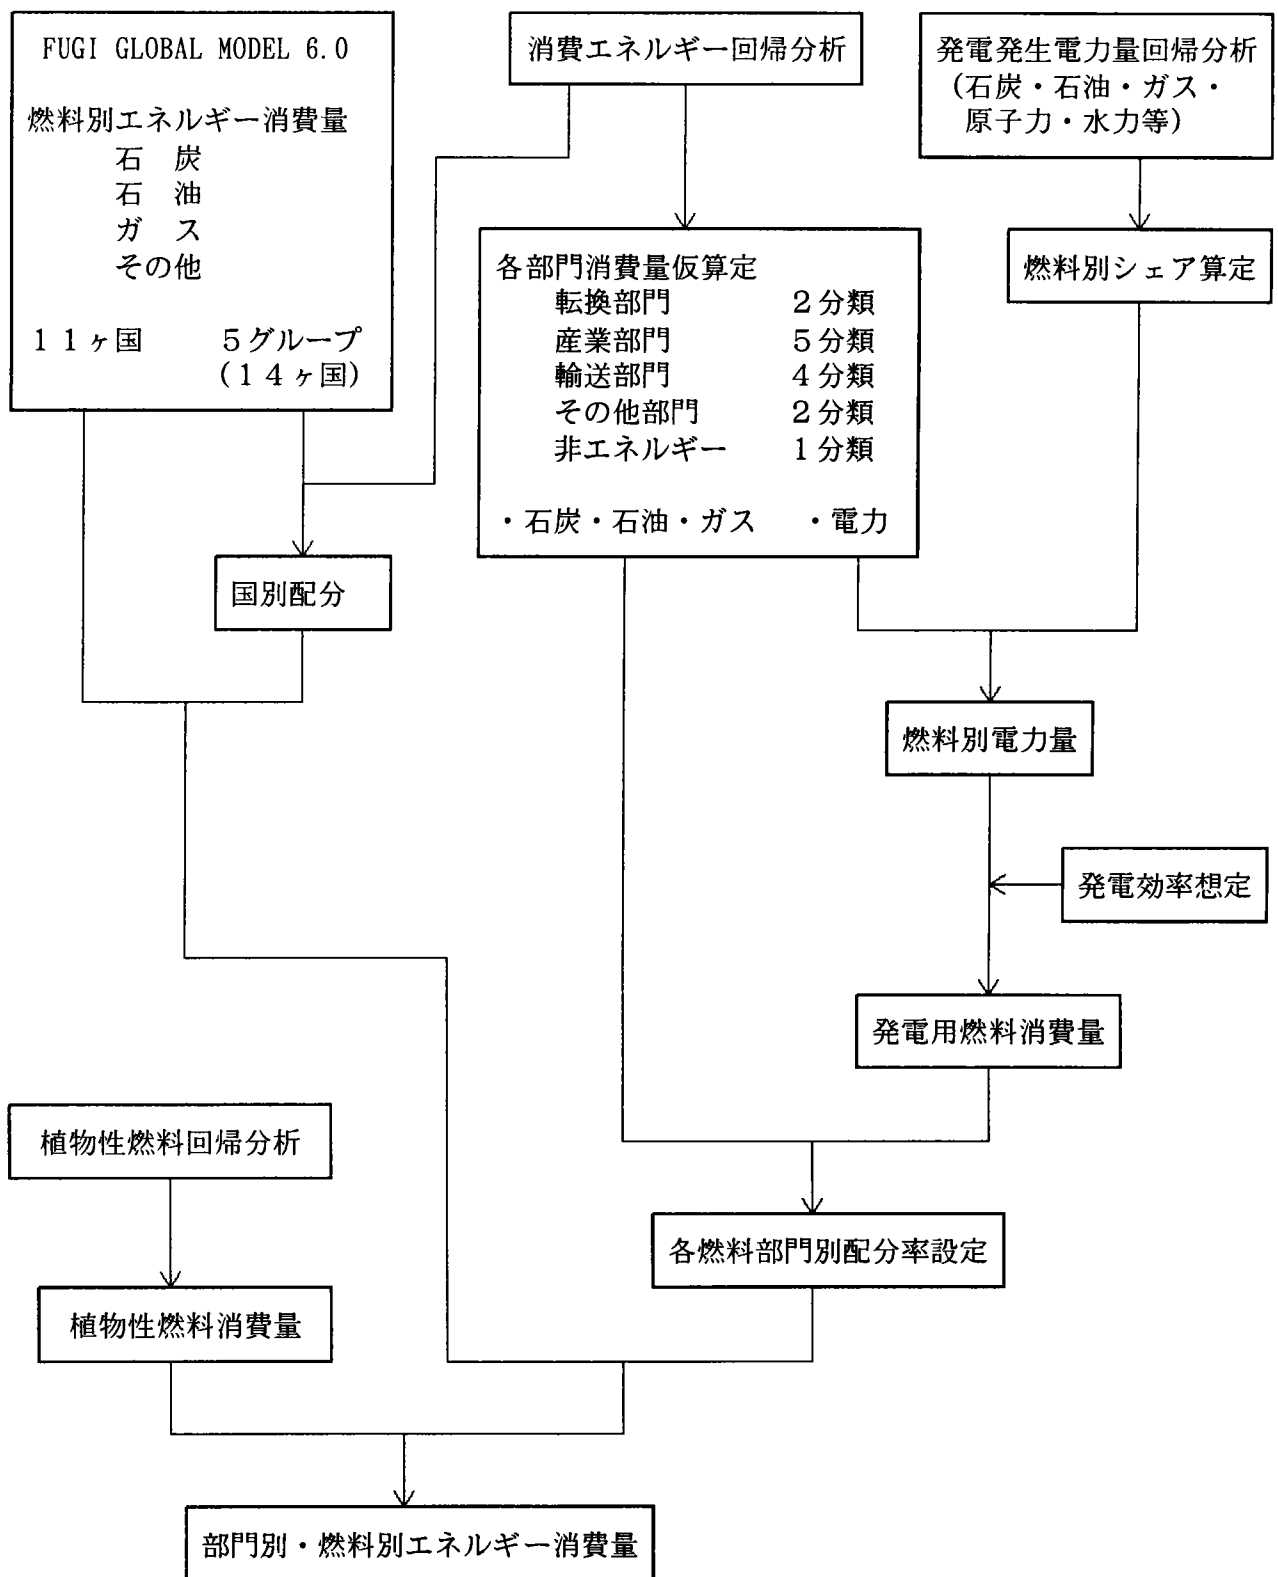 FUGI GLOBAL MODEL 6.0
燃料別エネルギー消費量
石 炭
石 油
ガ ス
その他
11ヶ国 5グループ
(14ヶ国)
消費エネルギー回帰分析
発電発生電力量回帰分析
(石炭・石油・ガス・
原子力・水力等)
各部門消費量仮算定
転換部門 2分類
産業部門 5分類
輸送部門 4分類
その他部門 2分類
非エネルギー 1分類
・石炭・石油・ガス ・電力
燃料別シェア算定
国別配分
燃料別電力量
発電効率想定
発電用燃料消費量
植物性燃料回帰分析
各燃料部門別配分率設定
植物性燃料消費量
部門別・燃料別エネルギー消費量